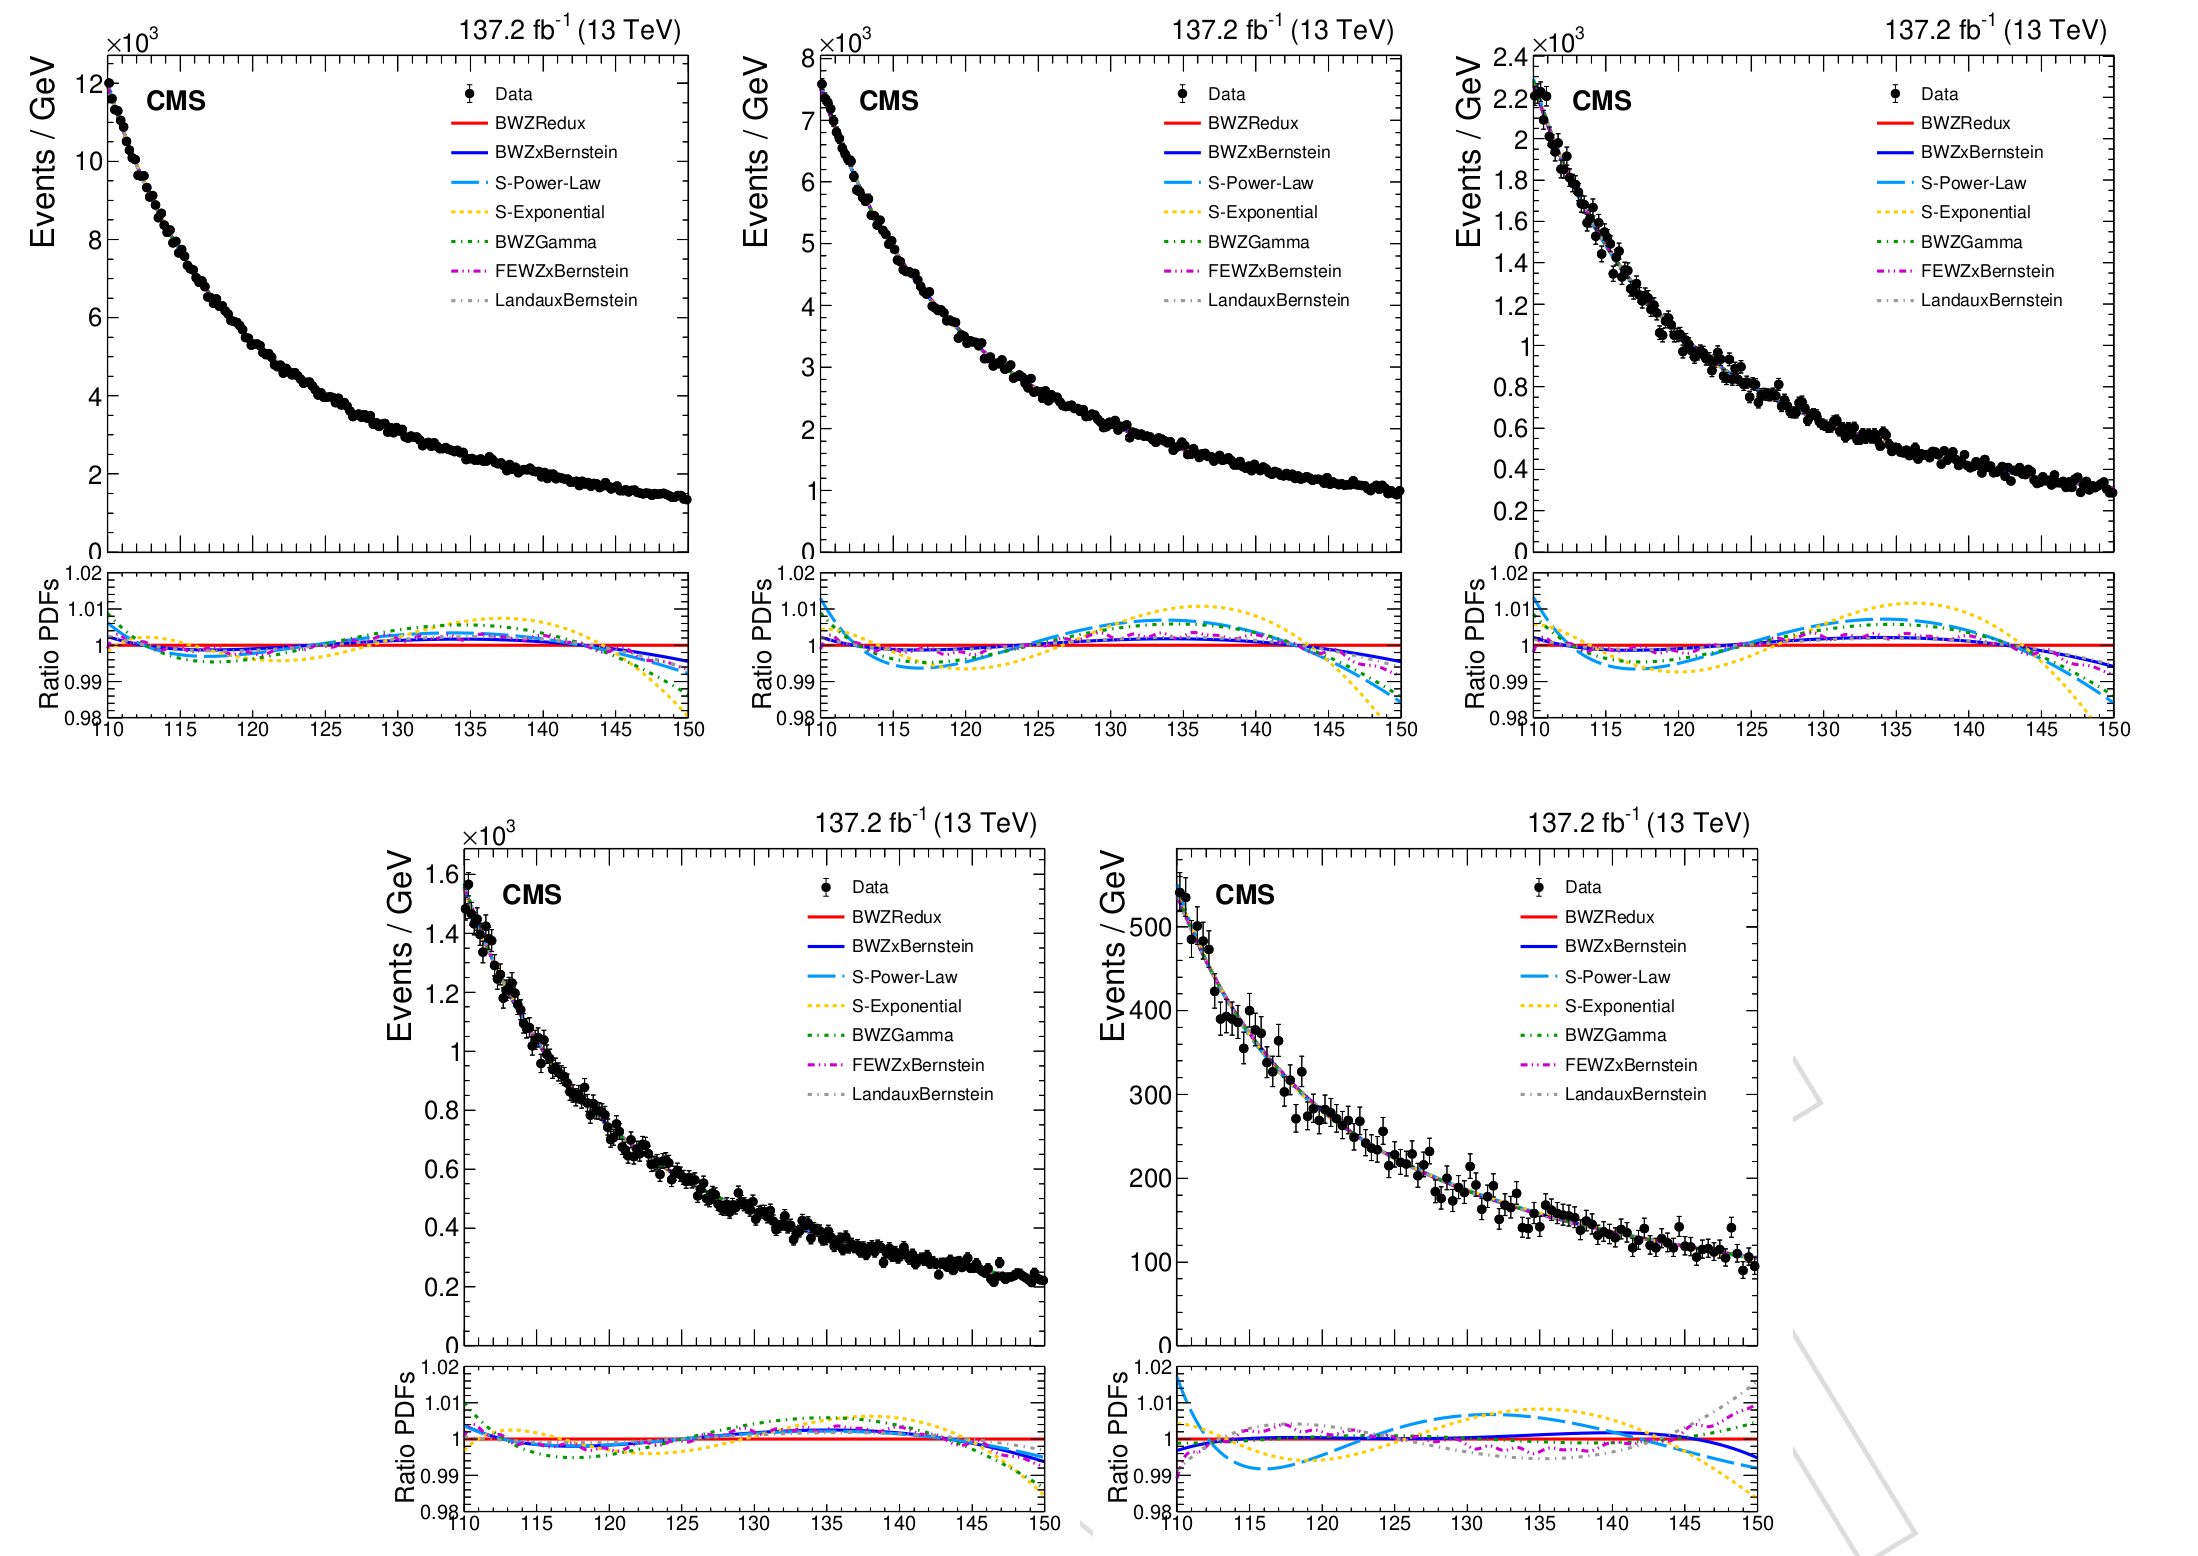 ×10³ 137.2 fb⁻¹ (13 TeV)
Events / GeV
CMS
Data
BWZRedux
BWZxBernstein
S-Power-Law
S-Exponential
BWZGamma
FEWZxBernstein
LandauxBernstein
12
10
8
6
4
2
0
Ratio PDFs
1.02
1.01
1
0.99
0.98
110 115 120 125 130 135 140 145 150
×10³ 137.2 fb⁻¹ (13 TeV)
Events / GeV
CMS
Data
BWZRedux
BWZxBernstein
S-Power-Law
S-Exponential
BWZGamma
FEWZxBernstein
LandauxBernstein
8
7
6
5
4
3
2
1
0
Ratio PDFs
1.02
1.01
1
0.99
0.98
110 115 120 125 130 135 140 145 150
×10³ 137.2 fb⁻¹ (13 TeV)
Events / GeV
CMS
Data
BWZRedux
BWZxBernstein
S-Power-Law
S-Exponential
BWZGamma
FEWZxBernstein
LandauxBernstein
2.4
2.2
2
1.8
1.6
1.4
1.2
1
0.8
0.6
0.4
0.2
0
Ratio PDFs
1.02
1.01
1
0.99
0.98
110 115 120 125 130 135 140 145 150
×10³ 137.2 fb⁻¹ (13 TeV)
Events / GeV
CMS
Data
BWZRedux
BWZxBernstein
S-Power-Law
S-Exponential
BWZGamma
FEWZxBernstein
LandauxBernstein
1.6
1.4
1.2
1
0.8
0.6
0.4
0.2
0
Ratio PDFs
1.02
1.01
1
0.99
0.98
110 115 120 125 130 135 140 145 150
137.2 fb⁻¹ (13 TeV)
Events / GeV
CMS
Data
BWZRedux
BWZxBernstein
S-Power-Law
S-Exponential
BWZGamma
FEWZxBernstein
LandauxBernstein
500
400
300
200
100
0
Ratio PDFs
1.02
1.01
1
0.99
0.98
110 115 120 125 130 135 140 145 150